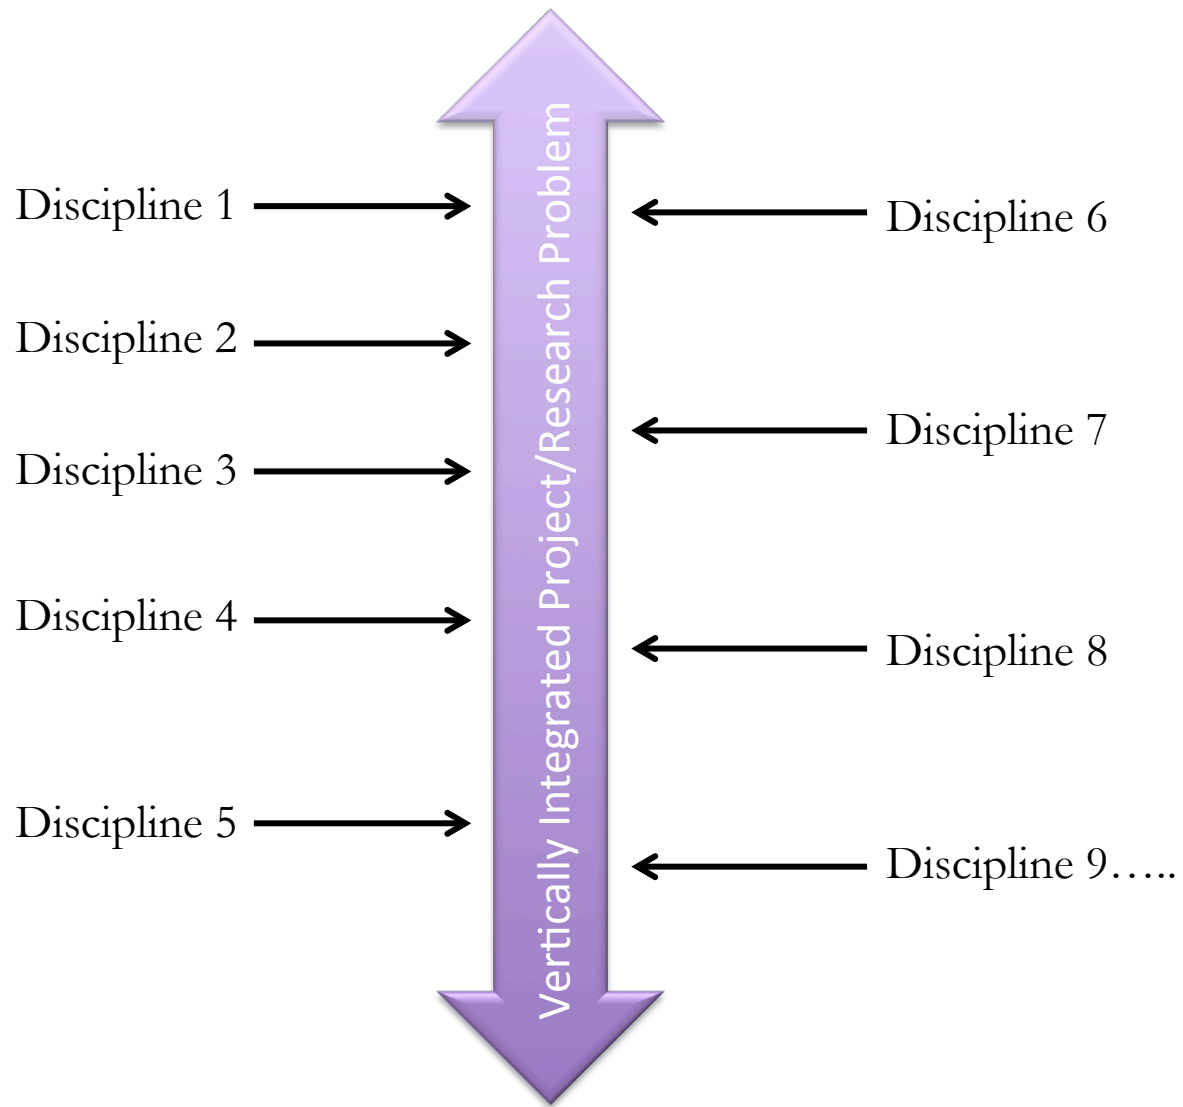 Discipline 1
Discipline 2
Discipline 3
Discipline 4
Discipline 5
Vertically Integrated Project/Research Problem
Discipline 6
Discipline 7
Discipline 8
Discipline 9.....